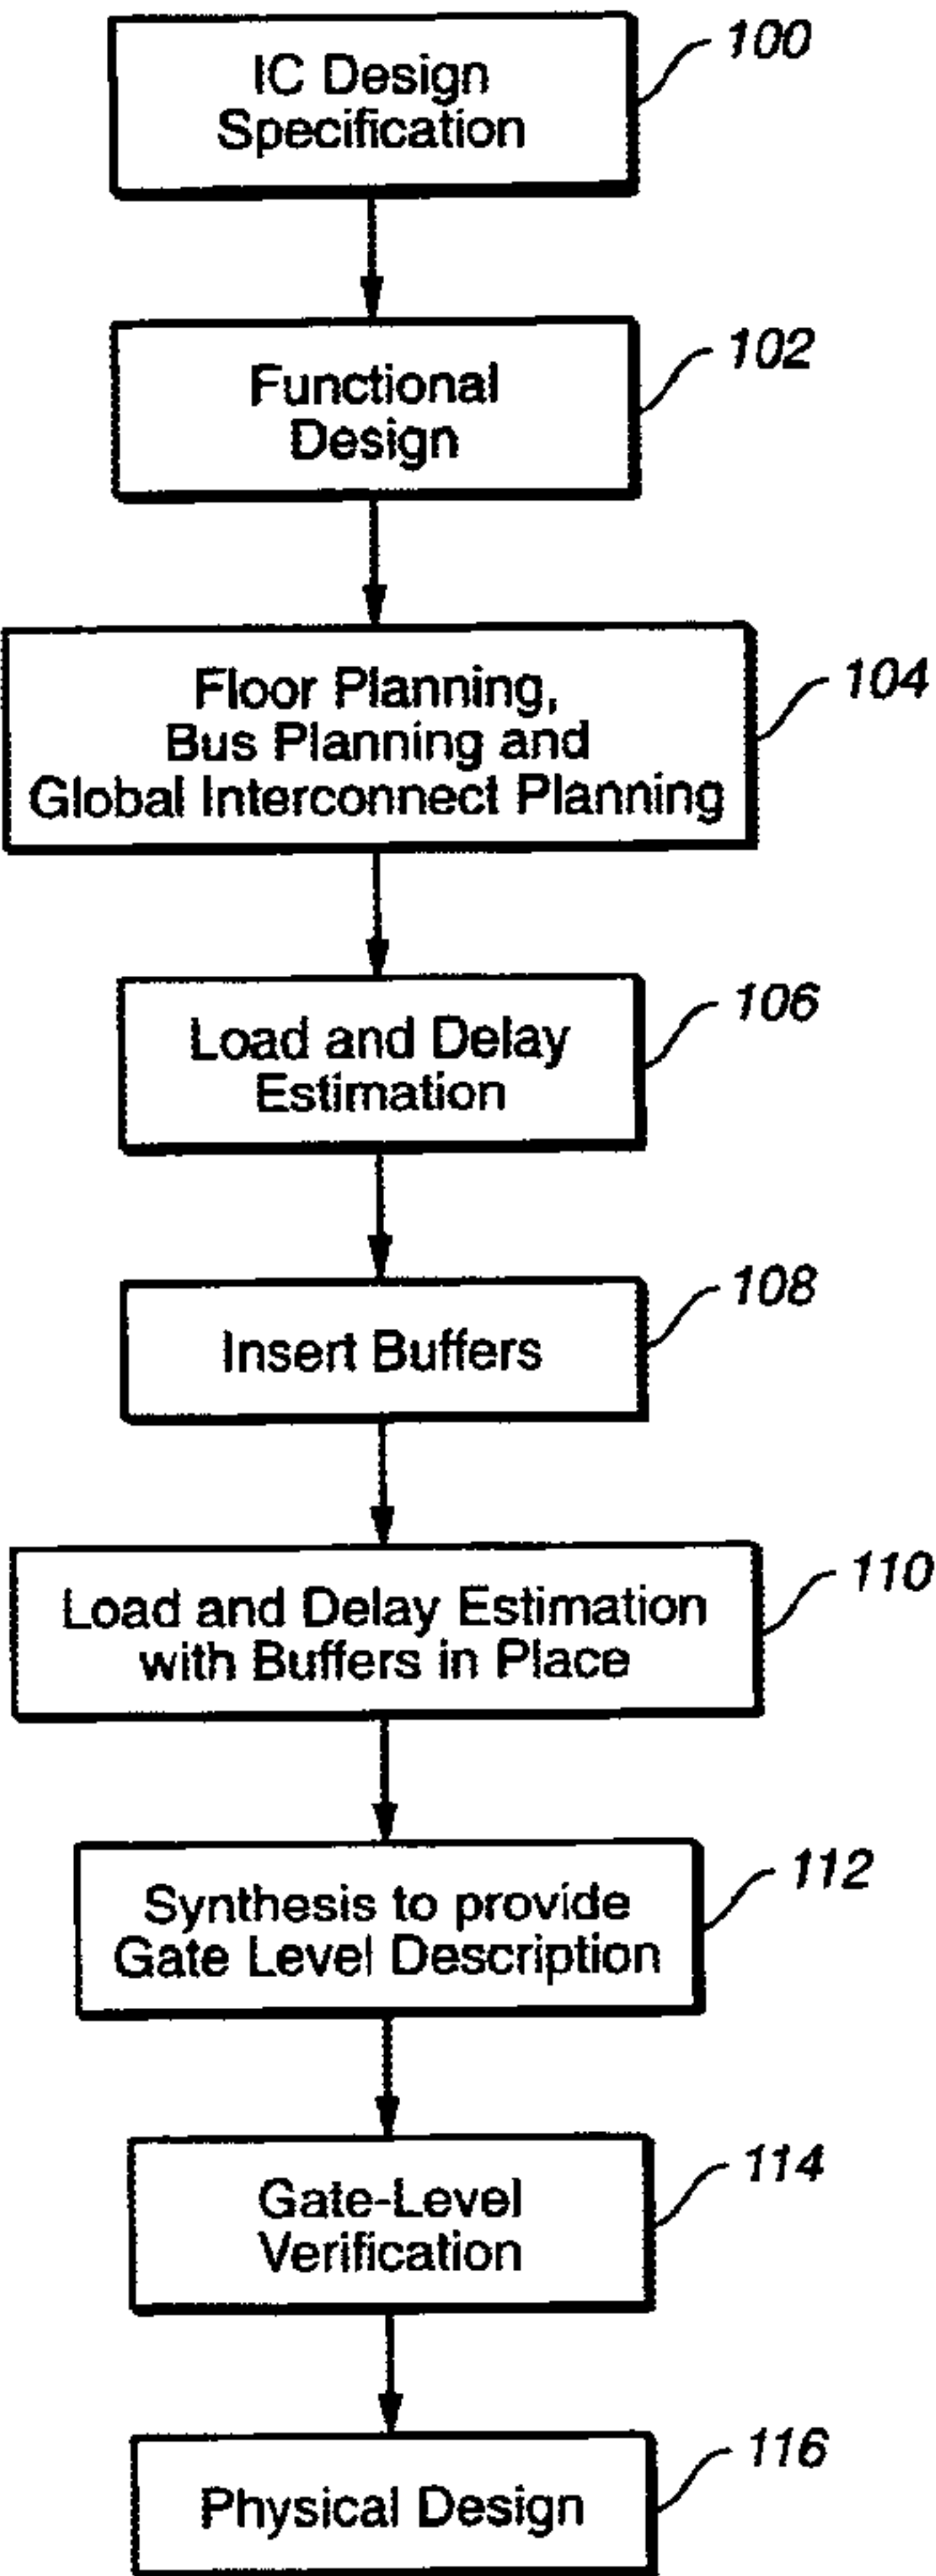 IC Design
Specification
100
Functional
Design
102
Floor Planning,
Bus Planning and
Global Interconnect Planning
104
Load and Delay
Estimation
106
Insert Buffers
108
Load and Delay Estimation
with Buffers in Place
110
Synthesis to provide
Gate Level Description
112
Gate-Level
Verification
114
Physical Design
116